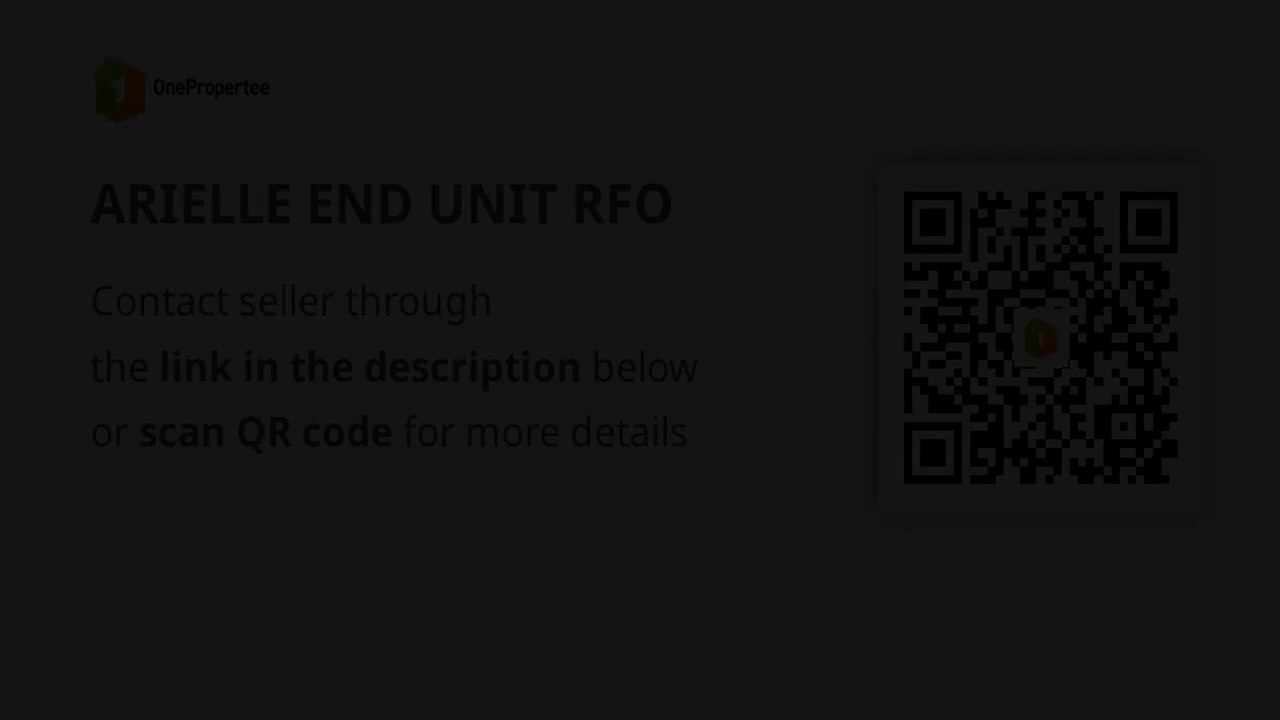 OnePropertee
ARIELLE END UNIT RFO
Contact seller through
the link in the description below
or scan QR code for more details